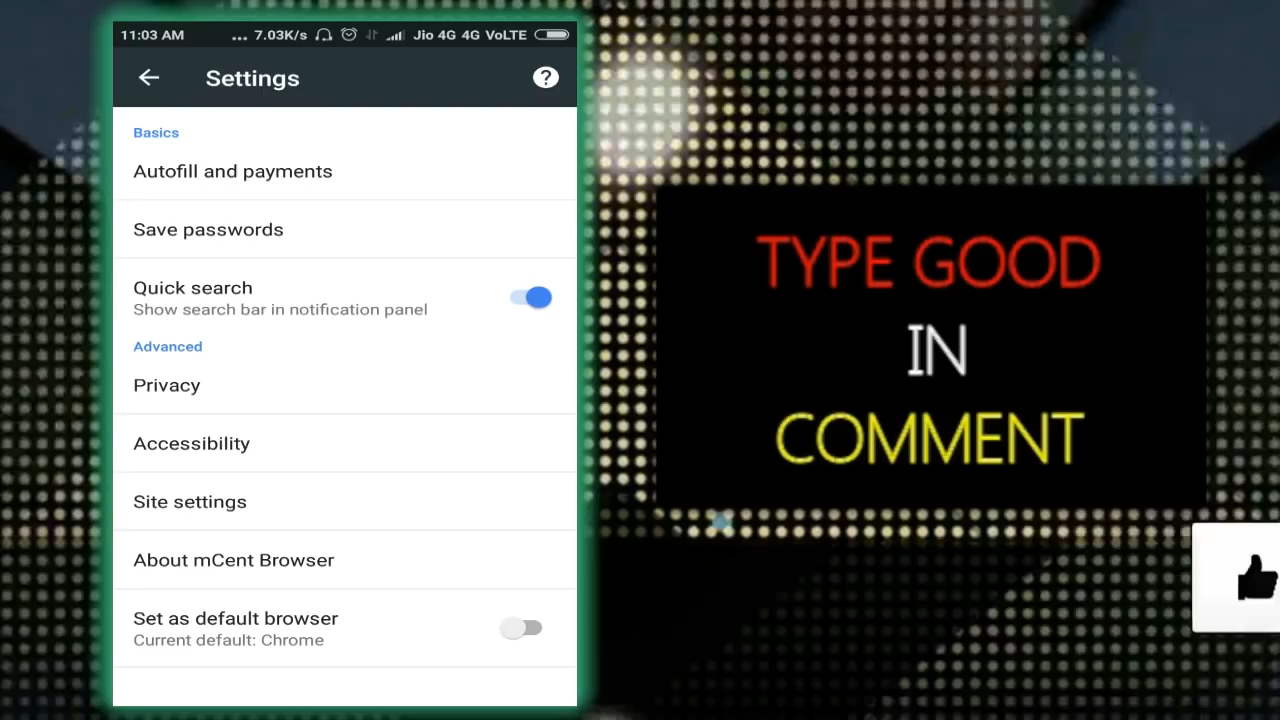 11:03 AM ... 7.03K/s Jio 4G 4G VoLTE
Settings
Basics
Autofill and payments
Save passwords
Quick search
Show search bar in notification panel
Advanced
Privacy
Accessibility
Site settings
About mCent Browser
Set as default browser
Current default: Chrome
TYPE GOOD
IN
COMMENT